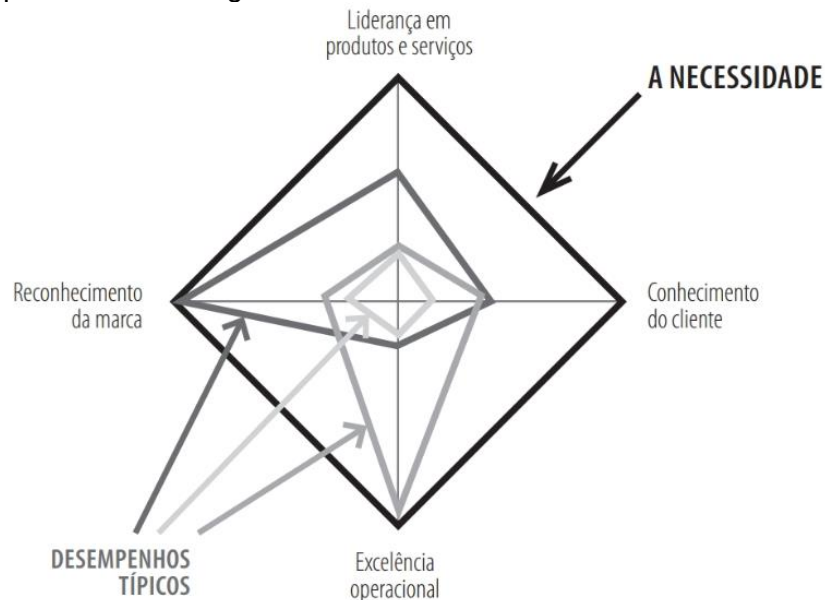 Liderança em
produtos e serviços
A NECESSIDADE
Reconhecimento
da marca
Conhecimento
do cliente
DESEMPENHOS
TÍPICOS
Excelência
operacional